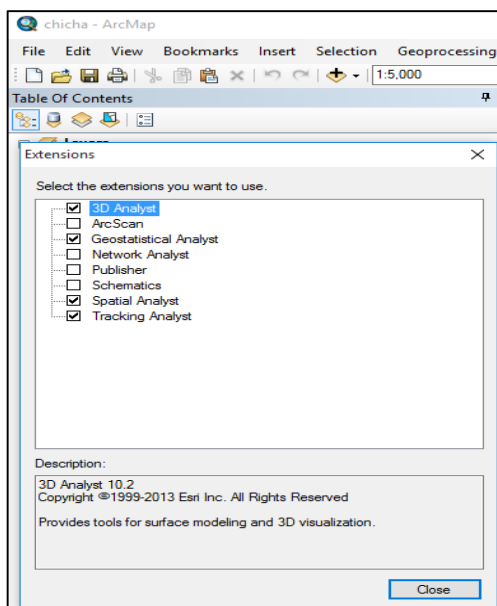 chicha - ArcMap
File Edit View Bookmarks Insert Selection Geoprocessing
1:5,000
Table Of Contents
Extensions
Select the extensions you want to use.
3D Analyst
ArcScan
Geostatistical Analyst
Network Analyst
Publisher
Schematics
Spatial Analyst
Tracking Analyst
Description:
3D Analyst 10.2
Copyright ©1999-2013 Esri Inc. All Rights Reserved
Provides tools for surface modeling and 3D visualization.
Close